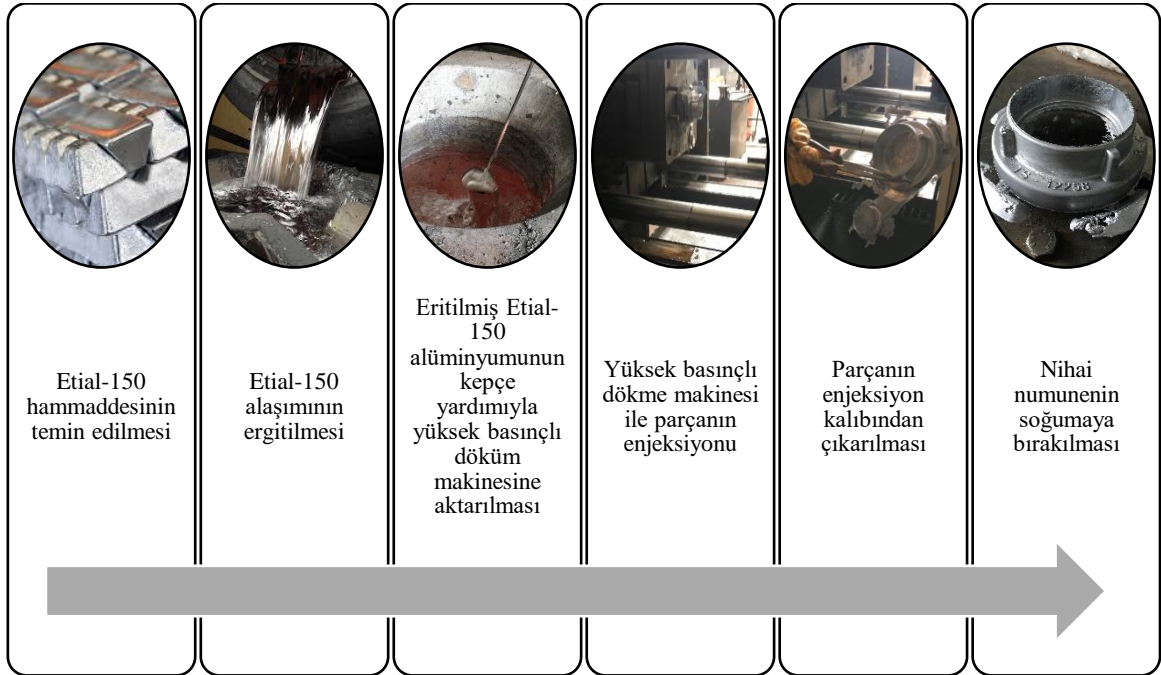 Etial-150
hammaddesinin
temin edilmesi
Etial-150
alaşımının
ergitilmesi
Eritilmiş Etial-
150
alüminyumunun
kepçe
yardımıyla
yüksek basınçlı
döküm
makinesine
aktarılması
Yüksek basınçlı
dökme makinesi
ile parçanın
enjeksiyonu
Parçanın
enjeksiyon
kalıbından
çıkarılması
12258
Nihai
numunenin
soğumaya
bırakılması